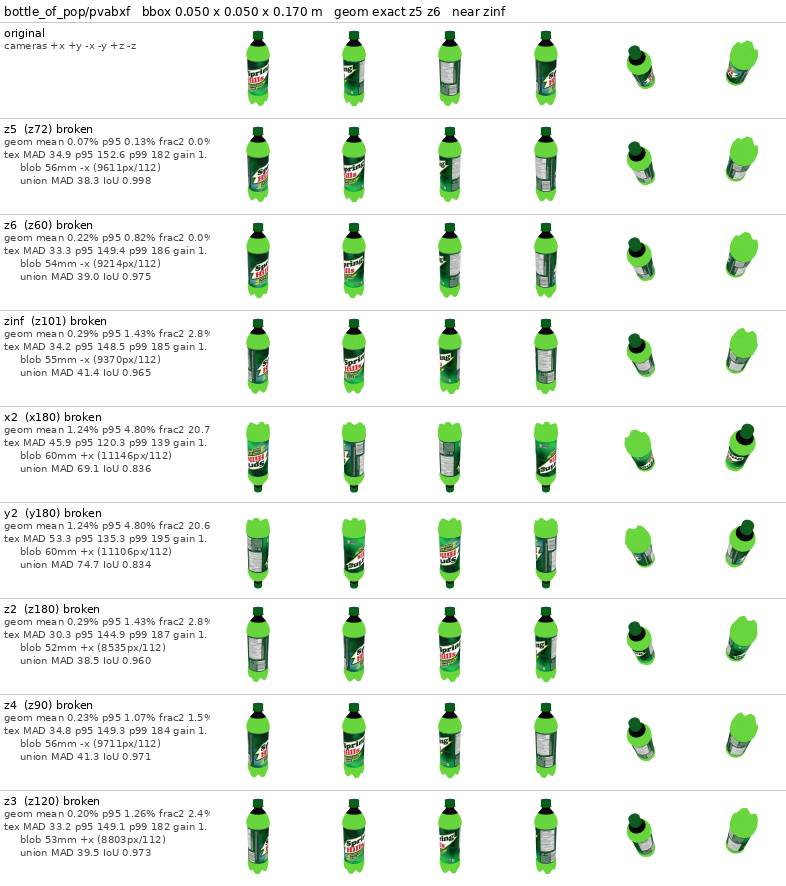 bottle_of_pop/pvabxf bbox 0.050 x 0.050 x 0.170 m geom exact z5 z6 near zinf
original
cameras +x +y -x -y +z -z
z5 (z72) broken
geom mean 0.07% p95 0.13% frac2 0.0%
tex MAD 34.9 p95 152.6 p99 182 gain 1.
blob 56mm -x (9611px/112)
union MAD 38.3 IoU 0.998
z6 (z60) broken
geom mean 0.22% p95 0.82% frac2 0.0%
tex MAD 33.3 p95 149.4 p99 186 gain 1.
blob 54mm -x (9214px/112)
union MAD 39.0 IoU 0.975
zinf (z101) broken
geom mean 0.29% p95 1.43% frac2 2.8%
tex MAD 34.2 p95 148.5 p99 185 gain 1.
blob 55mm -x (9370px/112)
union MAD 41.4 IoU 0.965
x2 (x180) broken
geom mean 1.24% p95 4.80% frac2 20.7
tex MAD 45.9 p95 120.3 p99 139 gain 1.
blob 60mm +x (11146px/112)
union MAD 69.1 IoU 0.836
y2 (y180) broken
geom mean 1.24% p95 4.80% frac2 20.6
tex MAD 53.3 p95 135.3 p99 195 gain 1.
blob 60mm +x (11106px/112)
union MAD 74.7 IoU 0.834
z2 (z180) broken
geom mean 0.29% p95 1.43% frac2 2.8%
tex MAD 30.3 p95 144.9 p99 187 gain 1.
blob 52mm +x (8535px/112)
union MAD 38.5 IoU 0.960
z4 (z90) broken
geom mean 0.23% p95 1.07% frac2 1.5%
tex MAD 34.8 p95 149.3 p99 184 gain 1.
blob 56mm -x (9711px/112)
union MAD 41.3 IoU 0.971
z3 (z120) broken
geom mean 0.20% p95 1.26% frac2 2.4%
tex MAD 33.2 p95 149.1 p99 182 gain 1.
blob 53mm +x (8803px/112)
union MAD 39.5 IoU 0.973